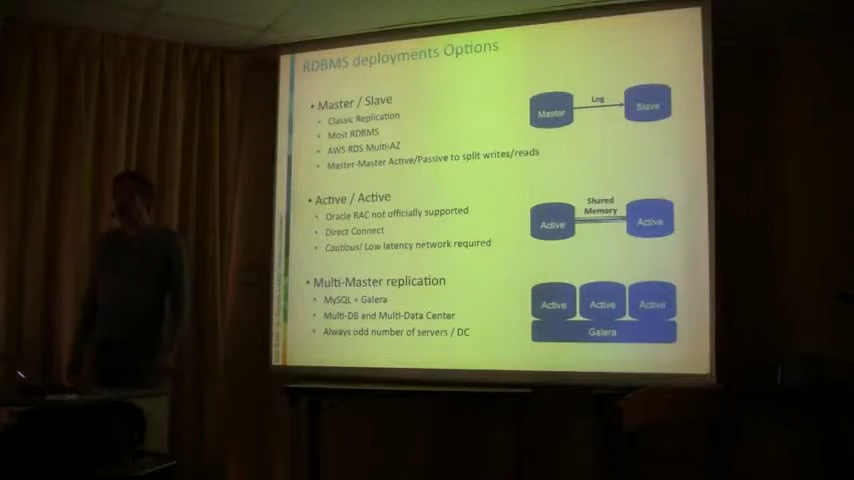 RDBMS deployments Options
• Master / Slave
• Classic Replication
• Most RDBMS
• AWS RDS Multi-AZ
• Master-Master Active/Passive to split writes/reads
Master
Log
Slave
• Active / Active
• Oracle RAC not officially supported
• Direct Connect
• Cautious! Low latency network required
Shared
Memory
Active
Active
• Multi-Master replication
• MySQL + Galera
• Multi-DB and Multi-Data Center
• Always odd number of servers / DC
Active
Active
Active
Galera